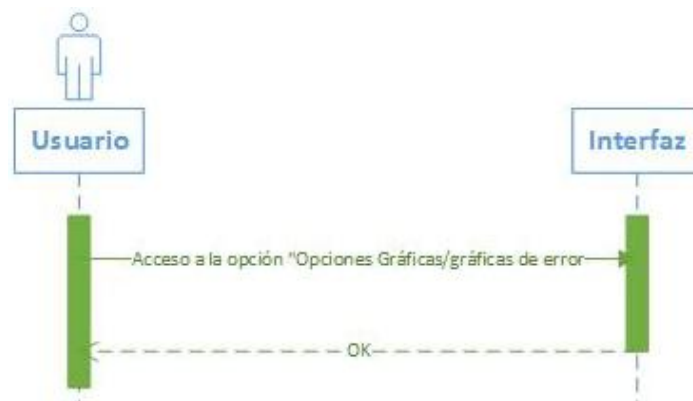 Usuario
Interfaz
Acceso a la opción "Opciones Gráficas/gráficas de error
OK